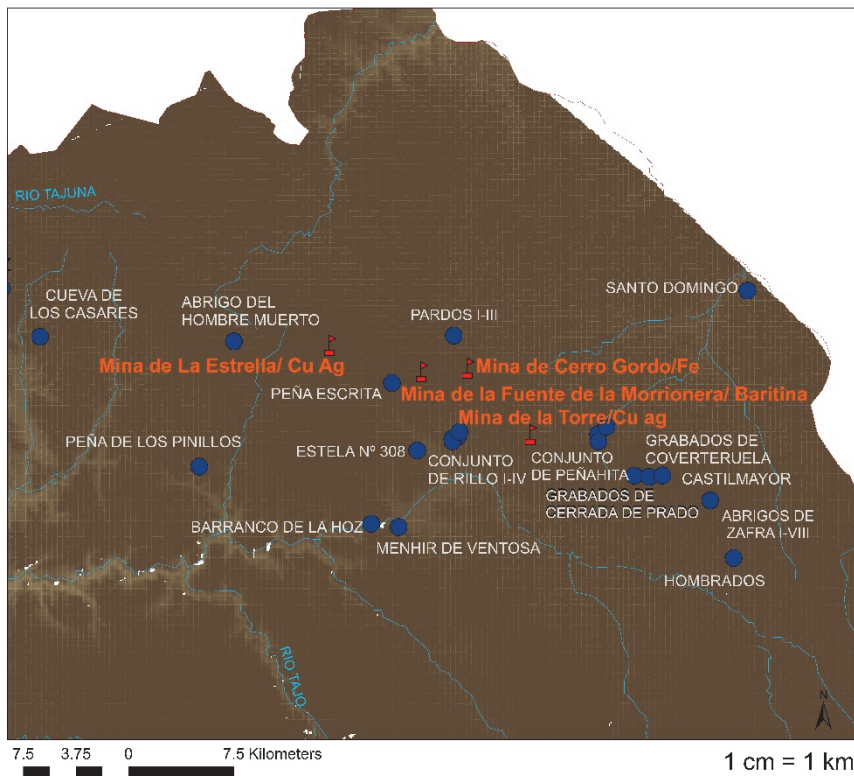 RIO TAJUNA
CUEVA DE
LOS CASARES
ABRIGO DEL
HOMBRE MUERTO
PARDOS I-III
SANTO DOMINGO
Mina de La Estrella/ Cu Ag
Mina de Cerro Gordo/Fe
PEÑA ESCRITA
Mina de la Fuente de la Morrionera/ Baritina
Mina de la Torre/Cu ag
PEÑA DE LOS PINILLOS
ESTELA Nº 308
CONJUNTO
DE RILLO I-IV
CONJUNTO
DE PEÑAHITA
GRABADOS DE
COVERTERUELA
CASTILMAYOR
GRABADOS DE
CERRADA DE PRADO
ABRIGOS DE
ZAFRA I-VIII
BARRANCO DE LA HOZ
MENHIR DE VENTOSA
HOMBRADOS
RIO TAJO
N
7.5 3.75 0 7.5 Kilometers
1 cm = 1 km